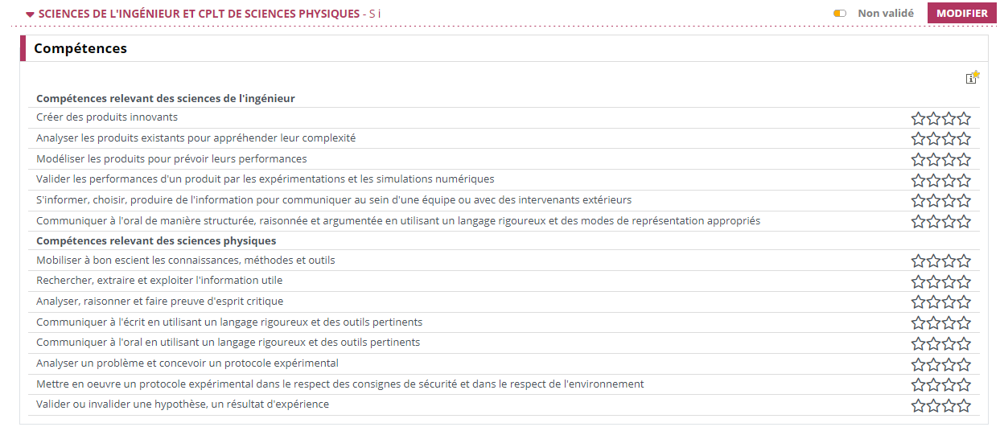 SCIENCES DE L'INGÉNIEUR ET CPLT DE SCIENCES PHYSIQUES - S i
Non validé
MODIFIER
Compétences
Compétences relevant des sciences de l'ingénieur
Créer des produits innovants
Analyser les produits existants pour appréhender leur complexité
Modéliser les produits pour prévoir leurs performances
Valider les performances d'un produit par les expérimentations et les simulations numériques
S'informer, choisir, produire de l'information pour communiquer au sein d'une équipe ou avec des intervenants extérieurs
Communiquer à l'oral de manière structurée, raisonnée et argumentée en utilisant un langage rigoureux et des modes de représentation appropriés
Compétences relevant des sciences physiques
Mobiliser à bon escient les connaissances, méthodes et outils
Rechercher, extraire et exploiter l'information utile
Analyser, raisonner et faire preuve d'esprit critique
Communiquer à l'écrit en utilisant un langage rigoureux et des outils pertinents
Communiquer à l'oral en utilisant un langage rigoureux et des outils pertinents
Analyser un problème et concevoir un protocole expérimental
Mettre en oeuvre un protocole expérimental dans le respect des consignes de sécurité et dans le respect de l'environnement
Valider ou invalider une hypothèse, un résultat d'expérience